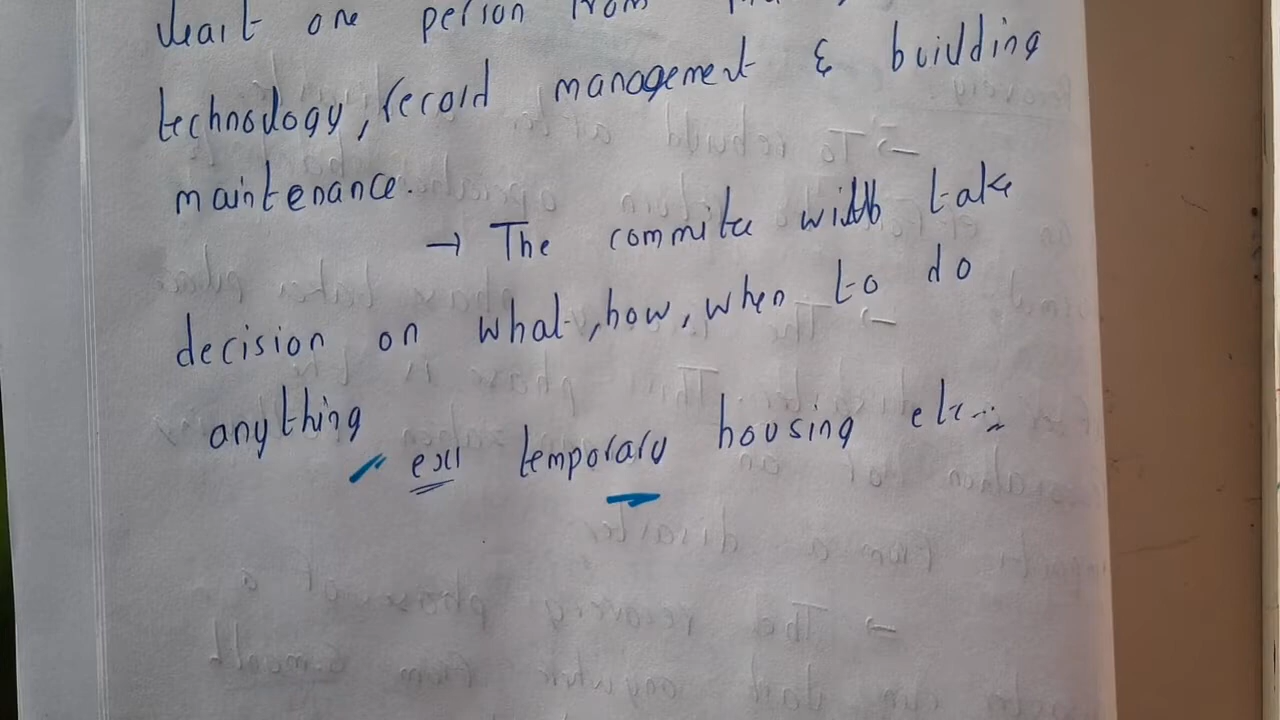 least one person from
technology, record management & building
maintenance.
→ The commitee with take
decision on what, how, when to do
anything
ex:- temporary housing etc..